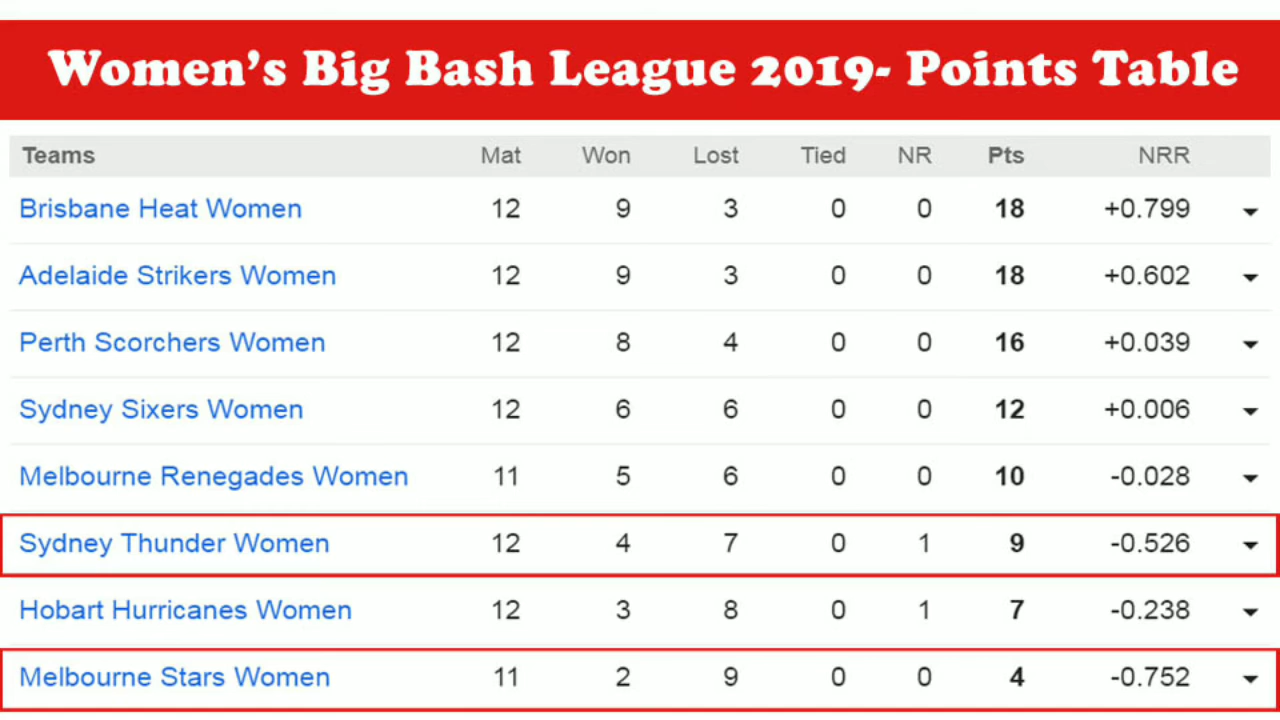 Women's Big Bash League 2019- Points Table
Teams Mat Won Lost Tied NR Pts NRR
Brisbane Heat Women 12 9 3 0 0 18 +0.799
Adelaide Strikers Women 12 9 3 0 0 18 +0.602
Perth Scorchers Women 12 8 4 0 0 16 +0.039
Sydney Sixers Women 12 6 6 0 0 12 +0.006
Melbourne Renegades Women 11 5 6 0 0 10 -0.028
Sydney Thunder Women 12 4 7 0 1 9 -0.526
Hobart Hurricanes Women 12 3 8 0 1 7 -0.238
Melbourne Stars Women 11 2 9 0 0 4 -0.752